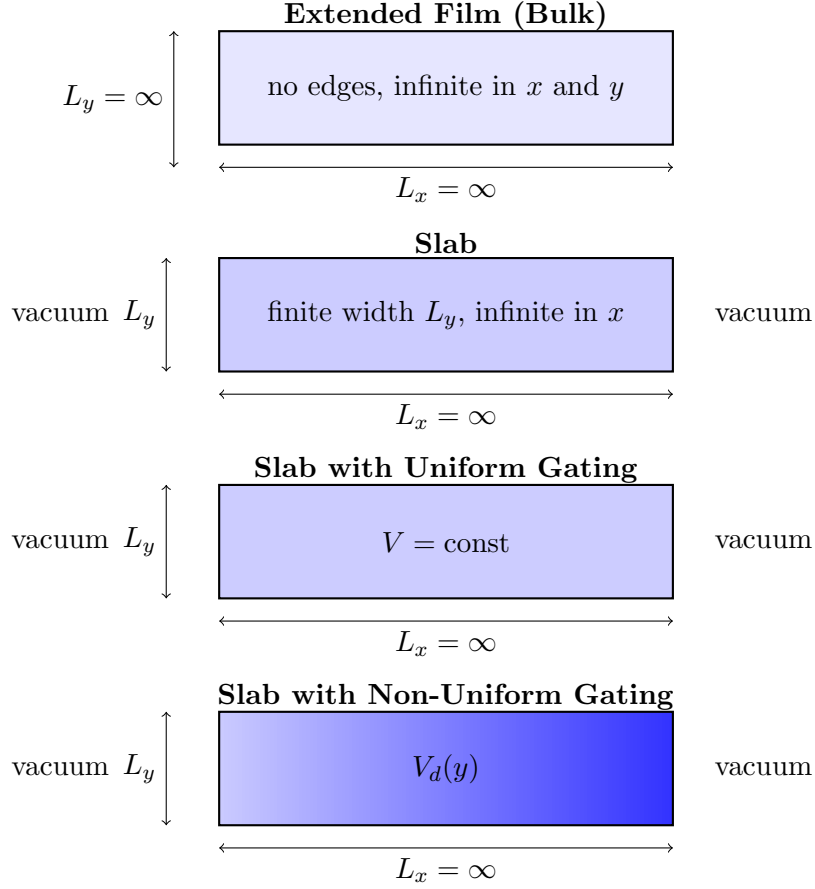 Extended Film (Bulk)
L_y = ∞
no edges, infinite in x and y
L_x = ∞
Slab
vacuum L_y
finite width L_y, infinite in x
vacuum
L_x = ∞
Slab with Uniform Gating
vacuum L_y
V = const
vacuum
L_x = ∞
Slab with Non-Uniform Gating
vacuum L_y
V_d(y)
vacuum
L_x = ∞